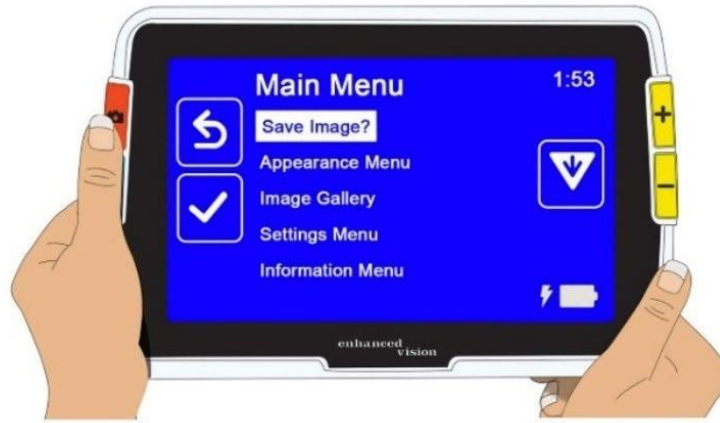 Main Menu
1:53
Save Image?
Appearance Menu
Image Gallery
Settings Menu
Information Menu
+
−
enhanced
vision